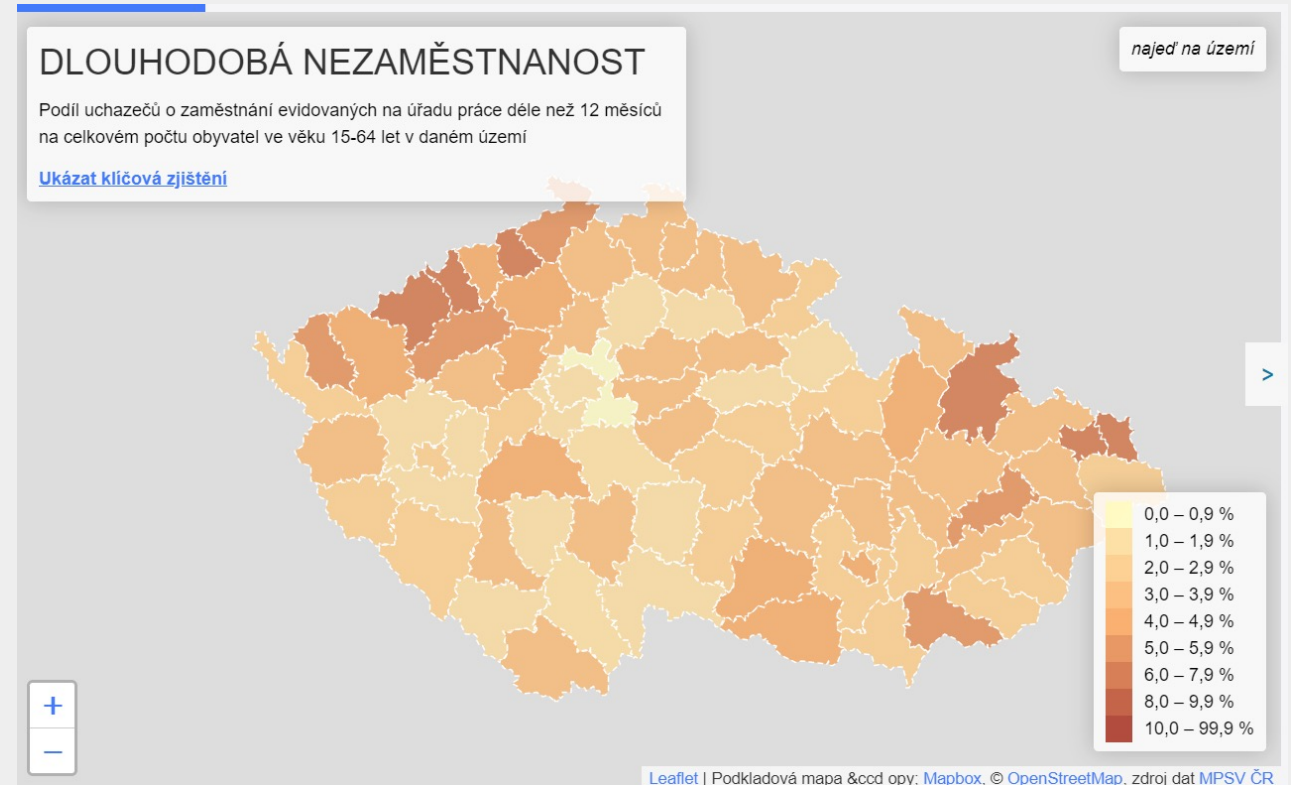 DLOUHODOBÁ NEZAMĚSTNANOST
Podíl uchazečů o zaměstnání evidovaných na úřadu práce déle než 12 měsíců
na celkovém počtu obyvatel ve věku 15-64 let v daném území
Ukázat klíčová zjištění
najeď na území
>
0,0 – 0,9 %
1,0 – 1,9 %
2,0 – 2,9 %
3,0 – 3,9 %
4,0 – 4,9 %
5,0 – 5,9 %
6,0 – 7,9 %
8,0 – 9,9 %
10,0 – 99,9 %
+
−
Leaflet | Podkladová mapa &ccd opy; Mapbox, © OpenStreetMap, zdroj dat MPSV ČR